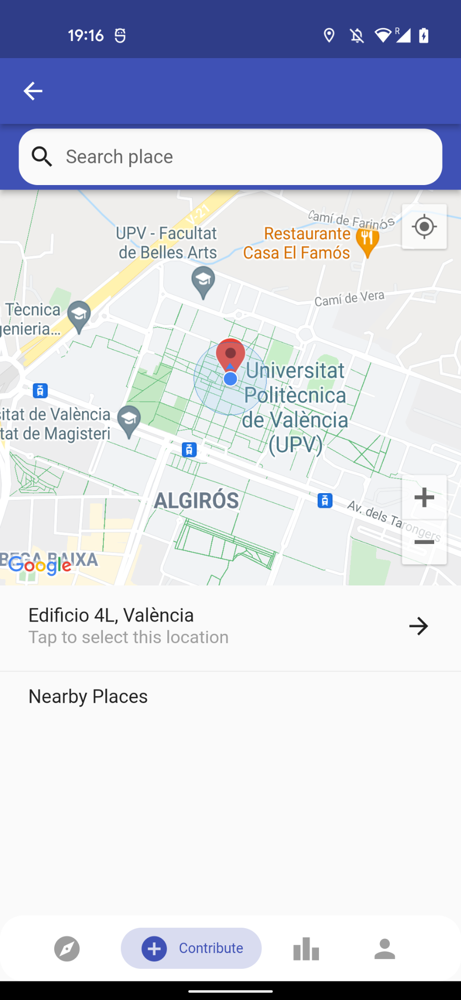 19:16
R
Search place
V-21
Camí de Farinós
UPV - Facultat
de Belles Arts
Restaurante
Casa El Famós
Camí de Vera
Tècnica
genieria...
Universitat
Politècnica
de València
(UPV)
sitat de València
tat de Magisteri
ALGIRÓS
Av. dels Tarongers
BEGA BAIXA
Google
Edificio 4L, València
Tap to select this location
Nearby Places
Contribute